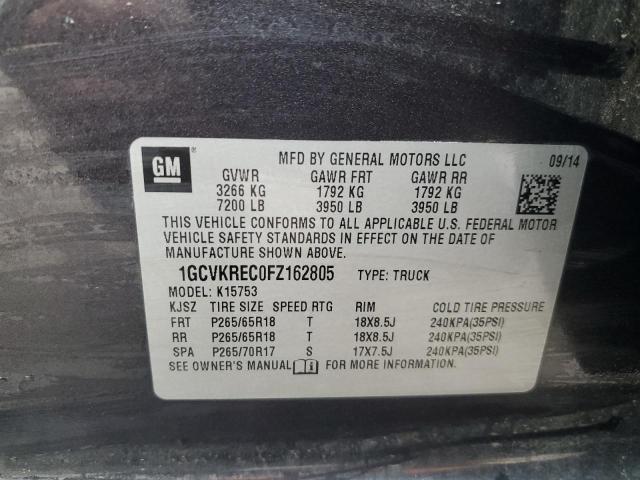 GM ®
MFD BY GENERAL MOTORS LLC 09/14
GVWR GAWR FRT GAWR RR
3266 KG 1792 KG 1792 KG
7200 LB 3950 LB 3950 LB
THIS VEHICLE CONFORMS TO ALL APPLICABLE U.S. FEDERAL MOTOR
VEHICLE SAFETY STANDARDS IN EFFECT ON THE DATE OF
MANUFACTURE SHOWN ABOVE.
1GCVKREC0FZ162805 TYPE: TRUCK
MODEL: K15753
KJSZ TIRE SIZE SPEED RTG RIM COLD TIRE PRESSURE
FRT P265/65R18 T 18X8.5J 240KPA(35PSI)
RR P265/65R18 T 18X8.5J 240KPA(35PSI)
SPA P265/70R17 S 17X7.5J 240KPA(35PSI)
SEE OWNER'S MANUAL i FOR MORE INFORMATION.